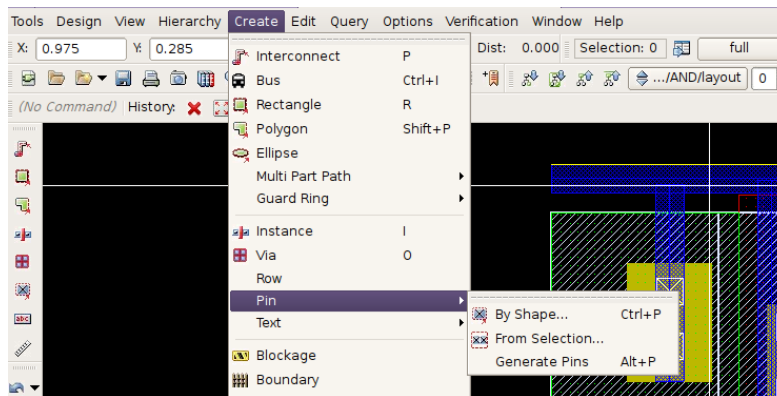 Tools Design View Hierarchy Create Edit Query Options Verification Window Help
X: 0.975 Y: 0.285 Dist: 0.000 Selection: 0 full
.../AND/layout 0
(No Command) History:
Interconnect P
Bus Ctrl+I
Rectangle R
Polygon Shift+P
Ellipse
Multi Part Path
Guard Ring
Instance I
Via O
Row
Pin
Text
Blockage
Boundary
By Shape... Ctrl+P
From Selection...
Generate Pins Alt+P
abc